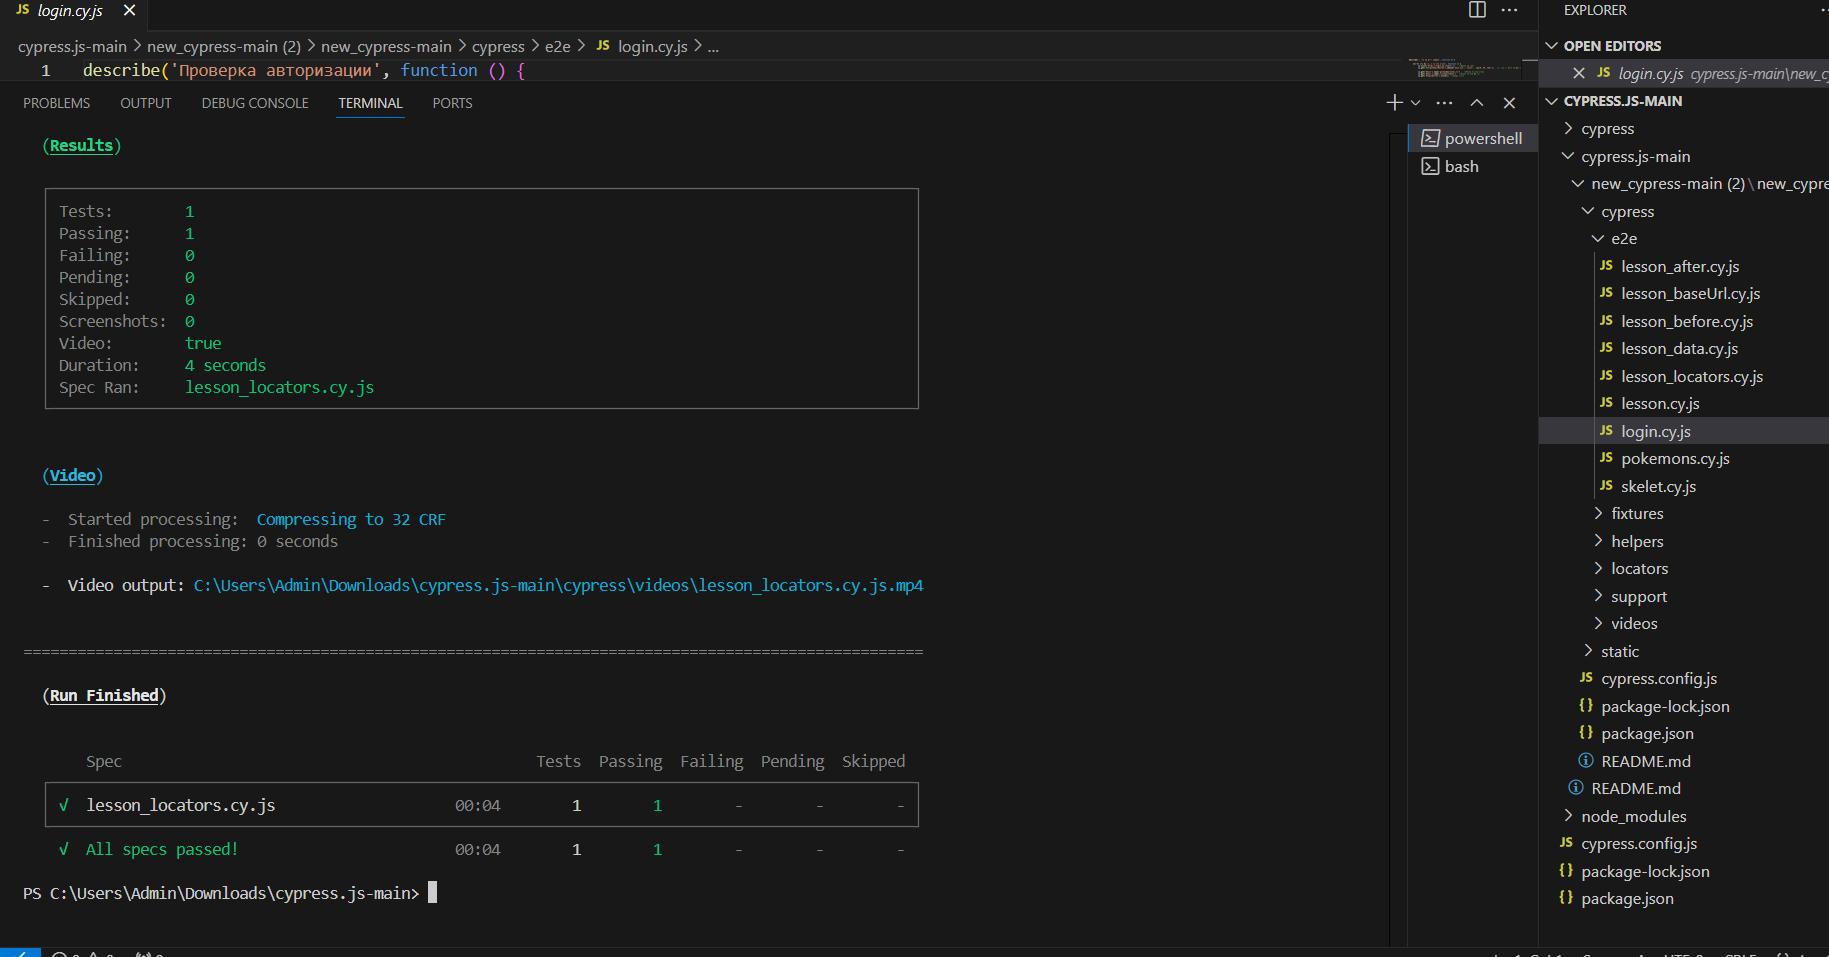 JS login.cy.js
cypress.js-main > new_cypress-main (2) > new_cypress-main > cypress > e2e > JS login.cy.js > ...
1 describe('Проверка авторизации', function () {
PROBLEMS OUTPUT DEBUG CONSOLE TERMINAL PORTS
(Results)
Tests: 1
Passing: 1
Failing: 0
Pending: 0
Skipped: 0
Screenshots: 0
Video: true
Duration: 4 seconds
Spec Ran: lesson_locators.cy.js
(Video)
- Started processing: Compressing to 32 CRF
- Finished processing: 0 seconds
- Video output: C:\Users\Admin\Downloads\cypress.js-main\cypress\videos\lesson_locators.cy.js.mp4
====================================================================================================
(Run Finished)
Spec Tests Passing Failing Pending Skipped
√ lesson_locators.cy.js 00:04 1 1 - - -
√ All specs passed! 00:04 1 1 - - -
PS C:\Users\Admin\Downloads\cypress.js-main>
powershell
bash
EXPLORER
OPEN EDITORS
JS login.cy.js cypress.js-main\new_cy
CYPRESS.JS-MAIN
cypress
cypress.js-main
new_cypress-main (2)\new_cypre
cypress
e2e
JS lesson_after.cy.js
JS lesson_baseUrl.cy.js
JS lesson_before.cy.js
JS lesson_data.cy.js
JS lesson_locators.cy.js
JS lesson.cy.js
JS login.cy.js
JS pokemons.cy.js
JS skelet.cy.js
fixtures
helpers
locators
support
videos
static
JS cypress.config.js
{} package-lock.json
{} package.json
README.md
README.md
node_modules
JS cypress.config.js
{} package-lock.json
{} package.json